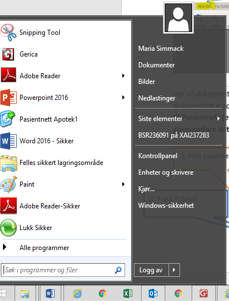 Snipping Tool
Gerica
Adobe Reader
Powerpoint 2016
Pasientnett Apotek1
Word 2016 - Sikker
Felles sikkert lagringsområde
Paint
Adobe Reader-Sikker
Lukk Sikker
Alle programmer
Søk i programmer og filer
Maria Simmack
Dokumenter
Bilder
Nedlastinger
Siste elementer
BSR236091 på XAI237283
Kontrollpanel
Enheter og skrivere
Kjør...
Windows-sikkerhet
Logg av